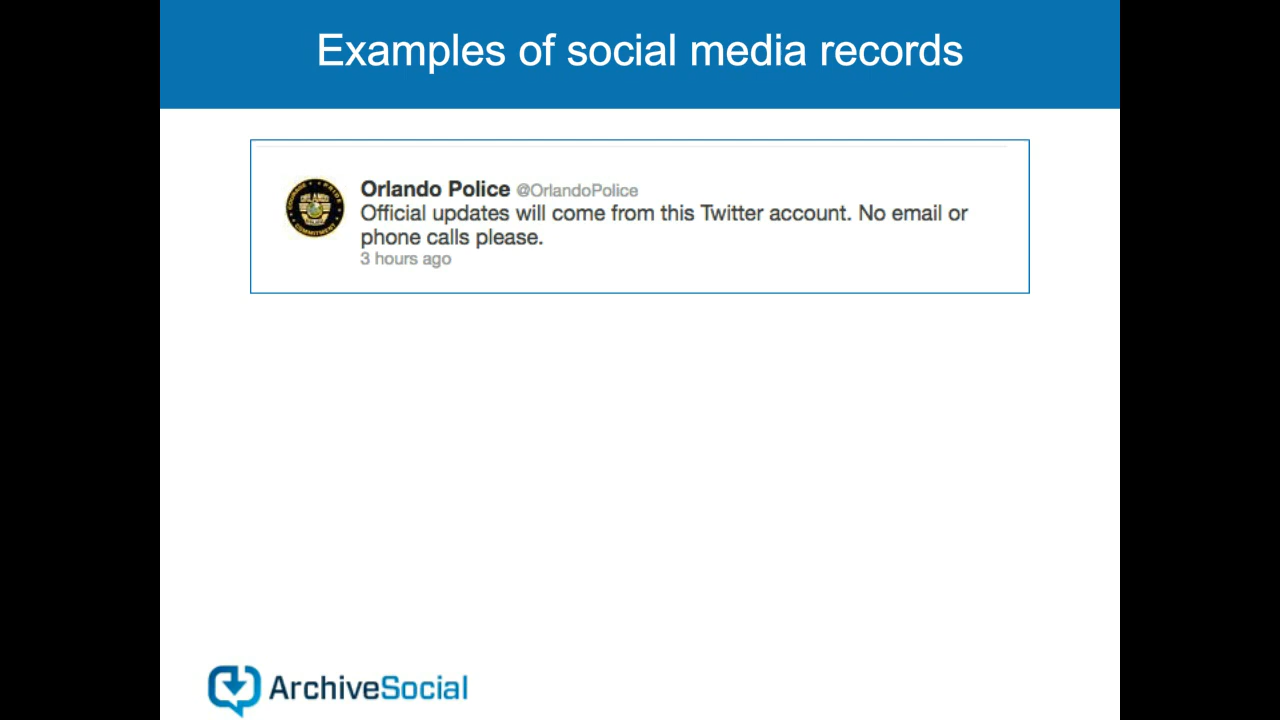 Examples of social media records
Orlando Police @OrlandoPolice
Official updates will come from this Twitter account. No email or
phone calls please.
3 hours ago
ArchiveSocial